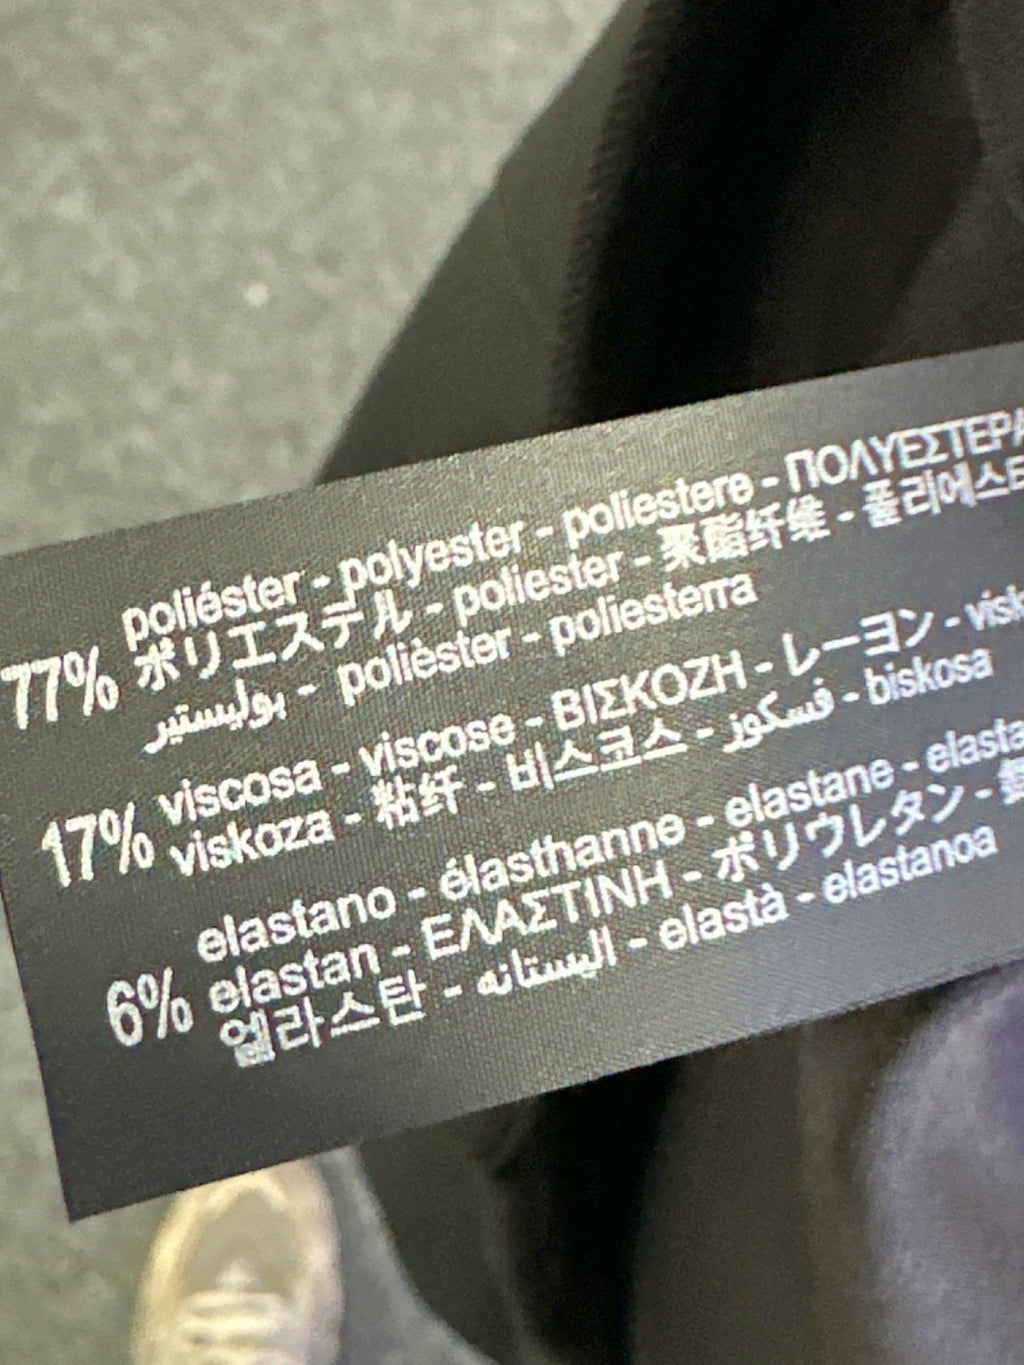 77% poliéster - polyester - poliestere - ΠΟΛΥΕΣΤΕΡΑ
ポリエステル - poliester - 聚酯纤维 - 폴리에스터
بوليستير - polièster - poliesterra
17% viscosa - viscose - ΒΙΣΚΟΖΗ - レーヨン -
viskoza - 粘纤 - 비스코스 - فسكوز - biskosa
6% elastano - élasthanne - elastane -
elastan - ΕΛΑΣΤΙΝΗ - ポリウレタン -
엘라스탄 - اليستانه - elastà - elastanoa